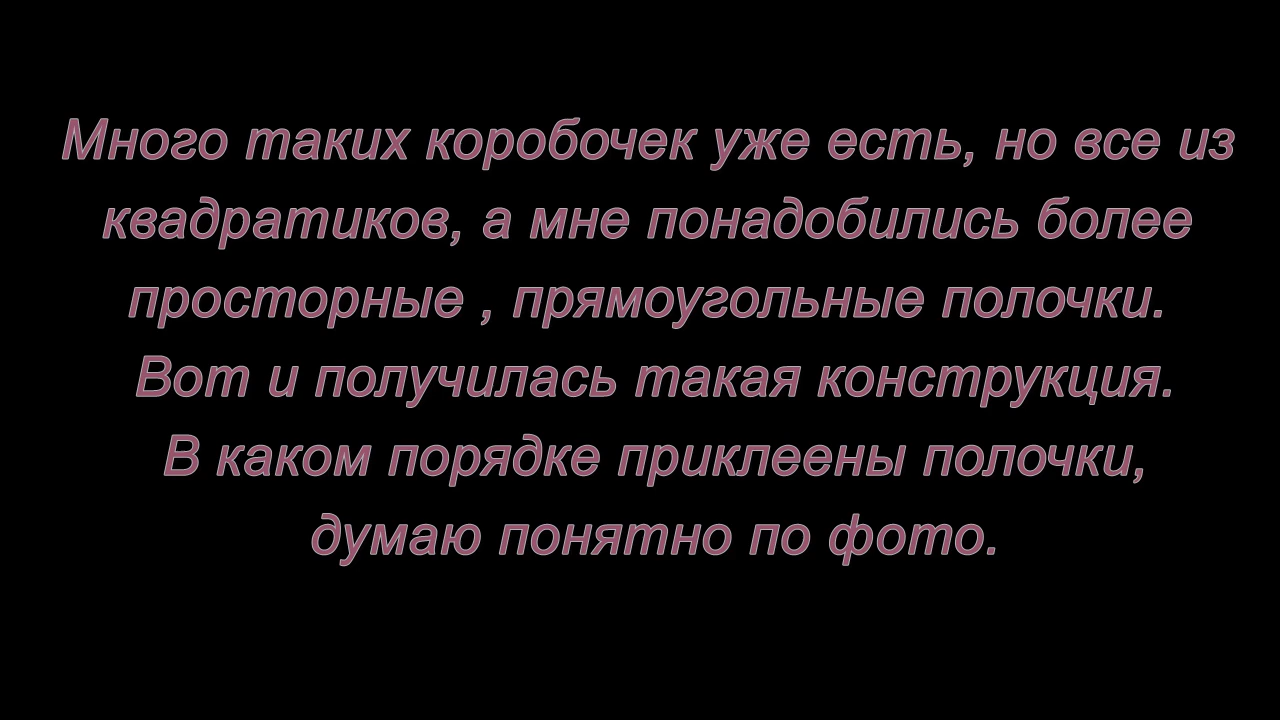 Много таких коробочек уже есть, но все из
квадратиков, а мне понадобились более
просторные , прямоугольные полочки.
Вот и получилась такая конструкция.
В каком порядке приклеены полочки,
думаю понятно по фото.